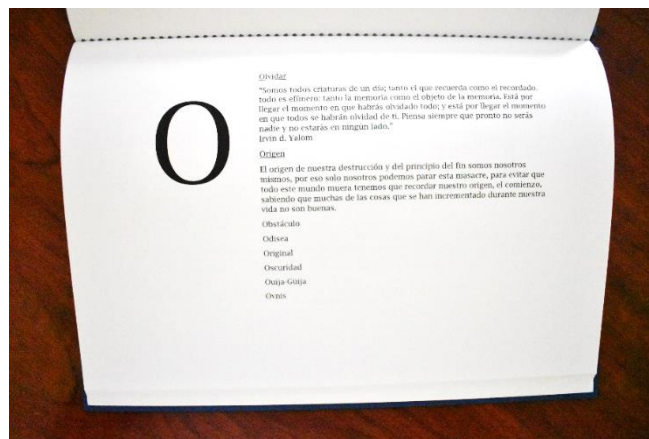 O
Olvidar
"Somos todos criaturas de un día; tanto el que recuerda como el recordado.
todo es efímero: tanto la memoria como el objeto de la memoria. Está por
llegar el momento en que habrás olvidado todo; y está por llegar el momento
en que todos se habrán olvidad de ti. Piensa siempre que pronto no serás
nadie y no estarás en ningún lado."
Irvin d. Yalom
Origen
El origen de nuestra destrucción y del principio del fin somos nosotros
mismos, por eso solo nosotros podemos parar esta masacre, para evitar que
todo este mundo muera tenemos que recordar nuestro origen, el comienzo,
sabiendo que muchas de las cosas que se han incrementado durante nuestra
vida no son buenas.
Obstáculo
Odisea
Original
Oscuridad
Ouija-Guija
Ovnis